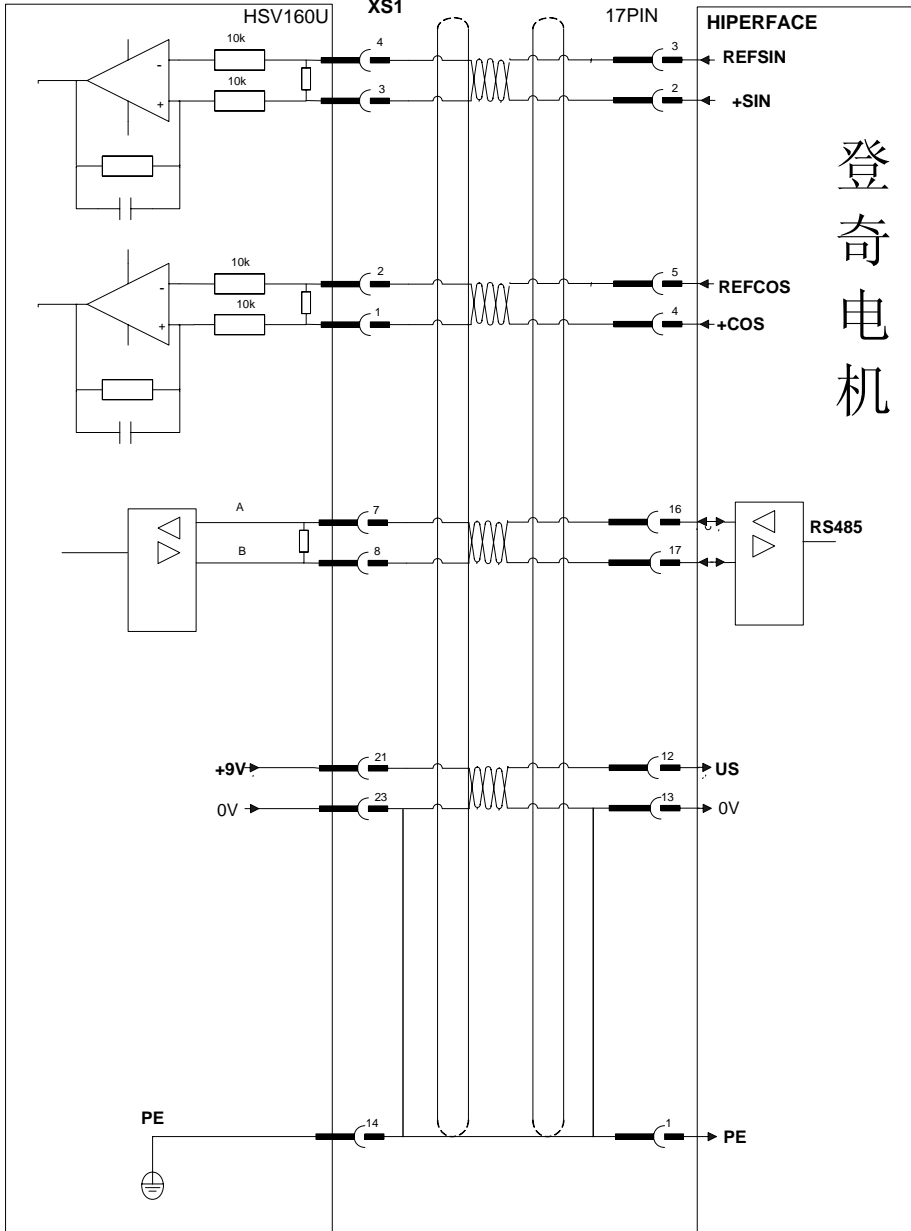 HSV160U
XS1
17PIN
HIPERFACE
10k
4
3
REFSIN
-
10k
+
3
2
+SIN
登奇电机
10k
2
5
REFCOS
-
10k
+
1
4
+COS
A
7
16
RS485
B
8
17
+9V
21
12
US
0V
23
13
0V
PE
14
1
PE